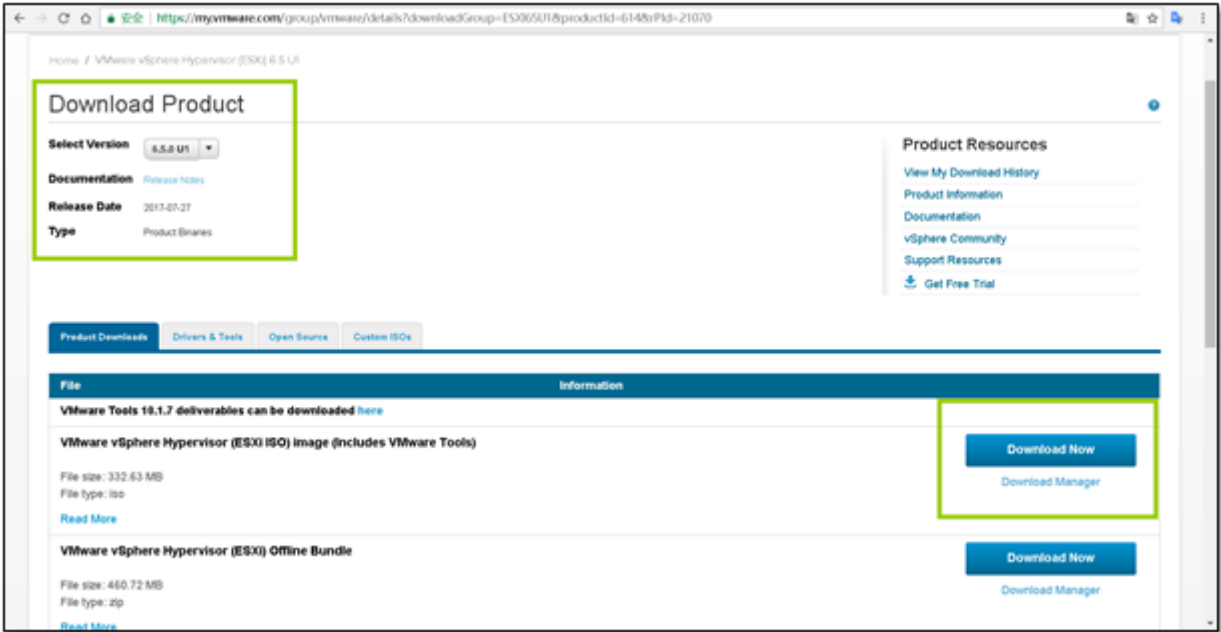 安全 | https://my.vmware.com/group/vmware/details?downloadGroup=ESXI65U1&productId=614&rPId=21070
Home / VMware vSphere Hypervisor (ESXi) 6.5 U1
Download Product
Select Version 6.5.0 U1
Documentation Release Notes
Release Date 2017-07-27
Type Product Binaries
Product Resources
View My Download History
Product Information
Documentation
vSphere Community
Support Resources
Get Free Trial
Product Downloads Drivers & Tools Open Source Custom ISOs
File Information
VMware Tools 10.1.7 deliverables can be downloaded here
VMware vSphere Hypervisor (ESXi ISO) image (Includes VMware Tools)
File size: 332.63 MB
File type: iso
Read More
Download Now
Download Manager
VMware vSphere Hypervisor (ESXi) Offline Bundle
File size: 460.72 MB
File type: zip
Read More
Download Now
Download Manager